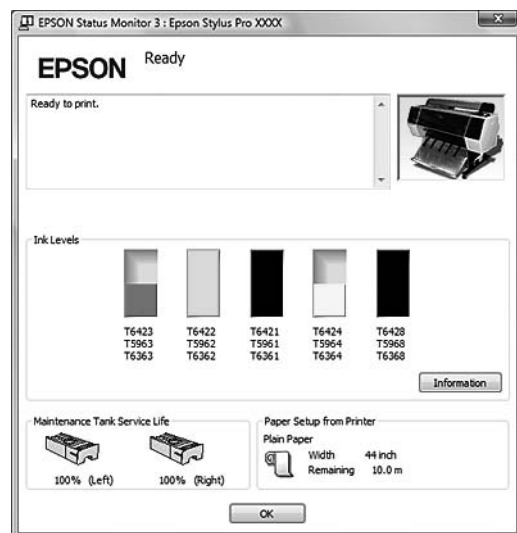 EPSON Status Monitor 3 : Epson Stylus Pro XXXX
EPSON
Ready
Ready to print.
Ink Levels
T6423 T6422 T6421 T6424 T6428
T5963 T5962 T5961 T5964 T5968
T6363 T6362 T6361 T6364 T6368
Information
Maintenance Tank Service Life
100% (Left) 100% (Right)
Paper Setup from Printer
Plain Paper
Width 44 inch
Remaining 10.0 m
OK